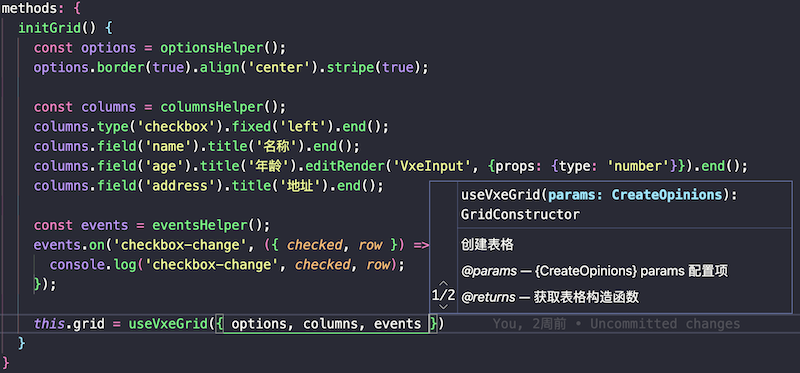 methods: {
  initGrid() {
    const options = optionsHelper();
    options.border(true).align('center').stripe(true);

    const columns = columnsHelper();
    columns.type('checkbox').fixed('left').end();
    columns.field('name').title('名称').end();
    columns.field('age').title('年龄').editRender('VxeInput', {props: {type: 'number'}}).end();
    columns.field('address').title('地址').end();

    const events = eventsHelper();
    events.on('checkbox-change', ({ checked, row }) =>
      console.log('checkbox-change', checked, row);
    });

useVxeGrid(params: CreateOpinions):
GridConstructor
创建表格
@params — {CreateOpinions} params 配置项
1/2
@returns — 获取表格构造函数

    this.grid = useVxeGrid({ options, columns, events }) You, 2周前 • Uncommitted changes
  }
}